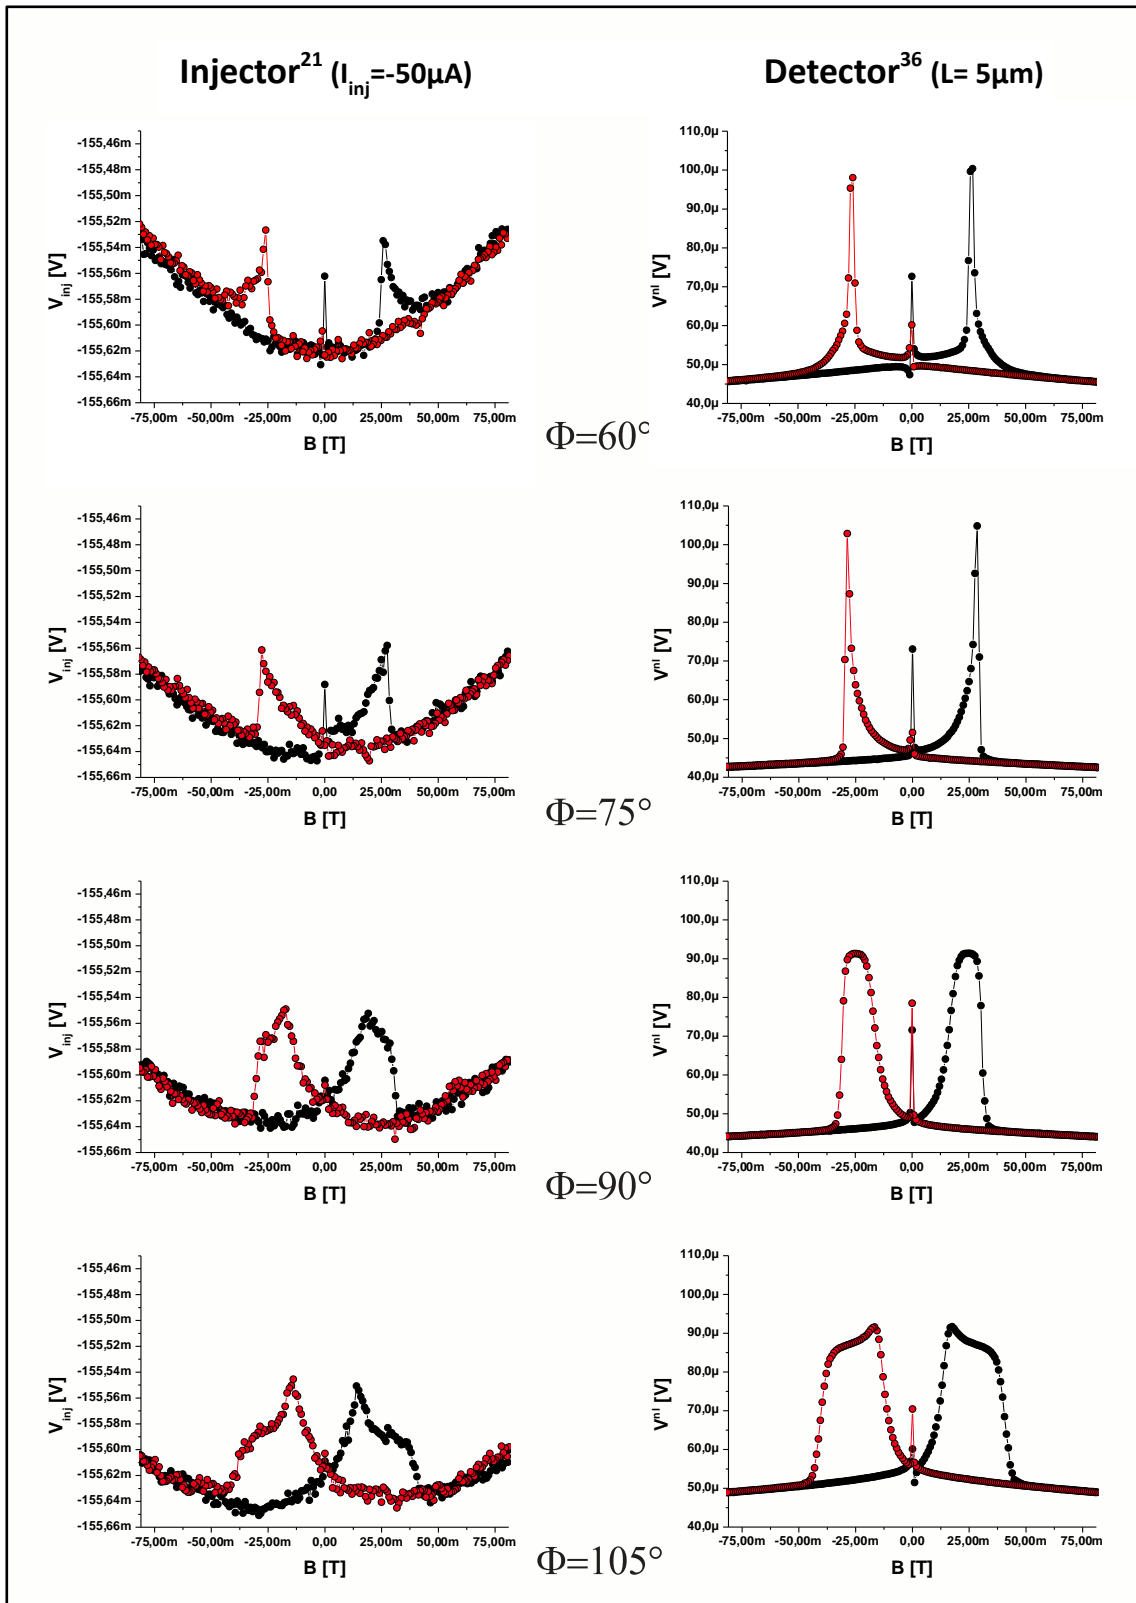 Injector21 (Iinj=-50µA)
Detector36 (L= 5µm)
-155,46m
-155,48m
-155,50m
-155,52m
-155,54m
-155,56m
-155,58m
-155,60m
-155,62m
-155,64m
-155,66m
Vinj [V]
-75,00m -50,00m -25,00m 0,00 25,00m 50,00m 75,00m
B [T]
110,0µ
100,0µ
90,0µ
80,0µ
70,0µ
60,0µ
50,0µ
40,0µ
Vnl [V]
-75,00m -50,00m -25,00m 0,00 25,00m 50,00m 75,00m
B [T]
Φ=60°
-155,46m
-155,48m
-155,50m
-155,52m
-155,54m
-155,56m
-155,58m
-155,60m
-155,62m
-155,64m
-155,66m
Vinj [V]
-75,00m -50,00m -25,00m 0,00 25,00m 50,00m 75,00m
B [T]
110,0µ
100,0µ
90,0µ
80,0µ
70,0µ
60,0µ
50,0µ
40,0µ
Vnl [V]
-75,00m -50,00m -25,00m 0,00 25,00m 50,00m 75,00m
B [T]
Φ=75°
-155,46m
-155,48m
-155,50m
-155,52m
-155,54m
-155,56m
-155,58m
-155,60m
-155,62m
-155,64m
-155,66m
Vinj [V]
-75,00m -50,00m -25,00m 0,00 25,00m 50,00m 75,00m
B [T]
110,0µ
100,0µ
90,0µ
80,0µ
70,0µ
60,0µ
50,0µ
40,0µ
Vnl [V]
-75,00m -50,00m -25,00m 0,00 25,00m 50,00m 75,00m
B [T]
Φ=90°
-155,46m
-155,48m
-155,50m
-155,52m
-155,54m
-155,56m
-155,58m
-155,60m
-155,62m
-155,64m
-155,66m
Vinj [V]
-75,00m -50,00m -25,00m 0,00 25,00m 50,00m 75,00m
B [T]
110,0µ
100,0µ
90,0µ
80,0µ
70,0µ
60,0µ
50,0µ
40,0µ
Vnl [V]
-75,00m -50,00m -25,00m 0,00 25,00m 50,00m 75,00m
B [T]
Φ=105°